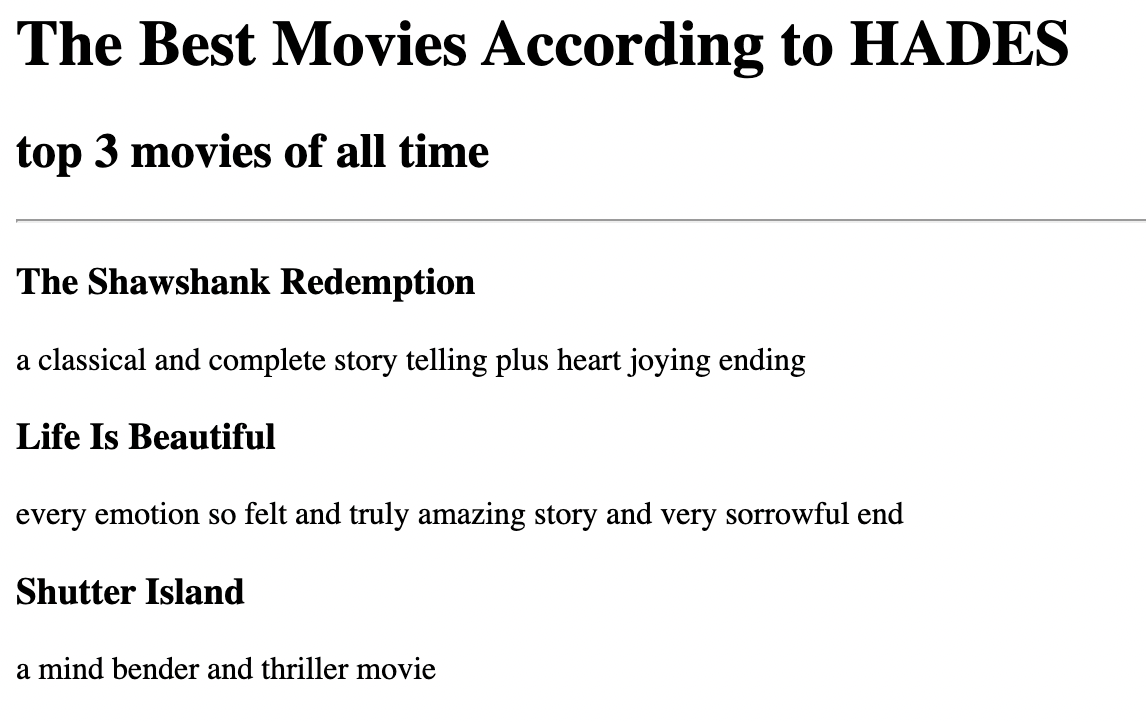 The Best Movies According to HADES
top 3 movies of all time
The Shawshank Redemption
a classical and complete story telling plus heart joying ending
Life Is Beautiful
every emotion so felt and truly amazing story and very sorrowful end
Shutter Island
a mind bender and thriller movie